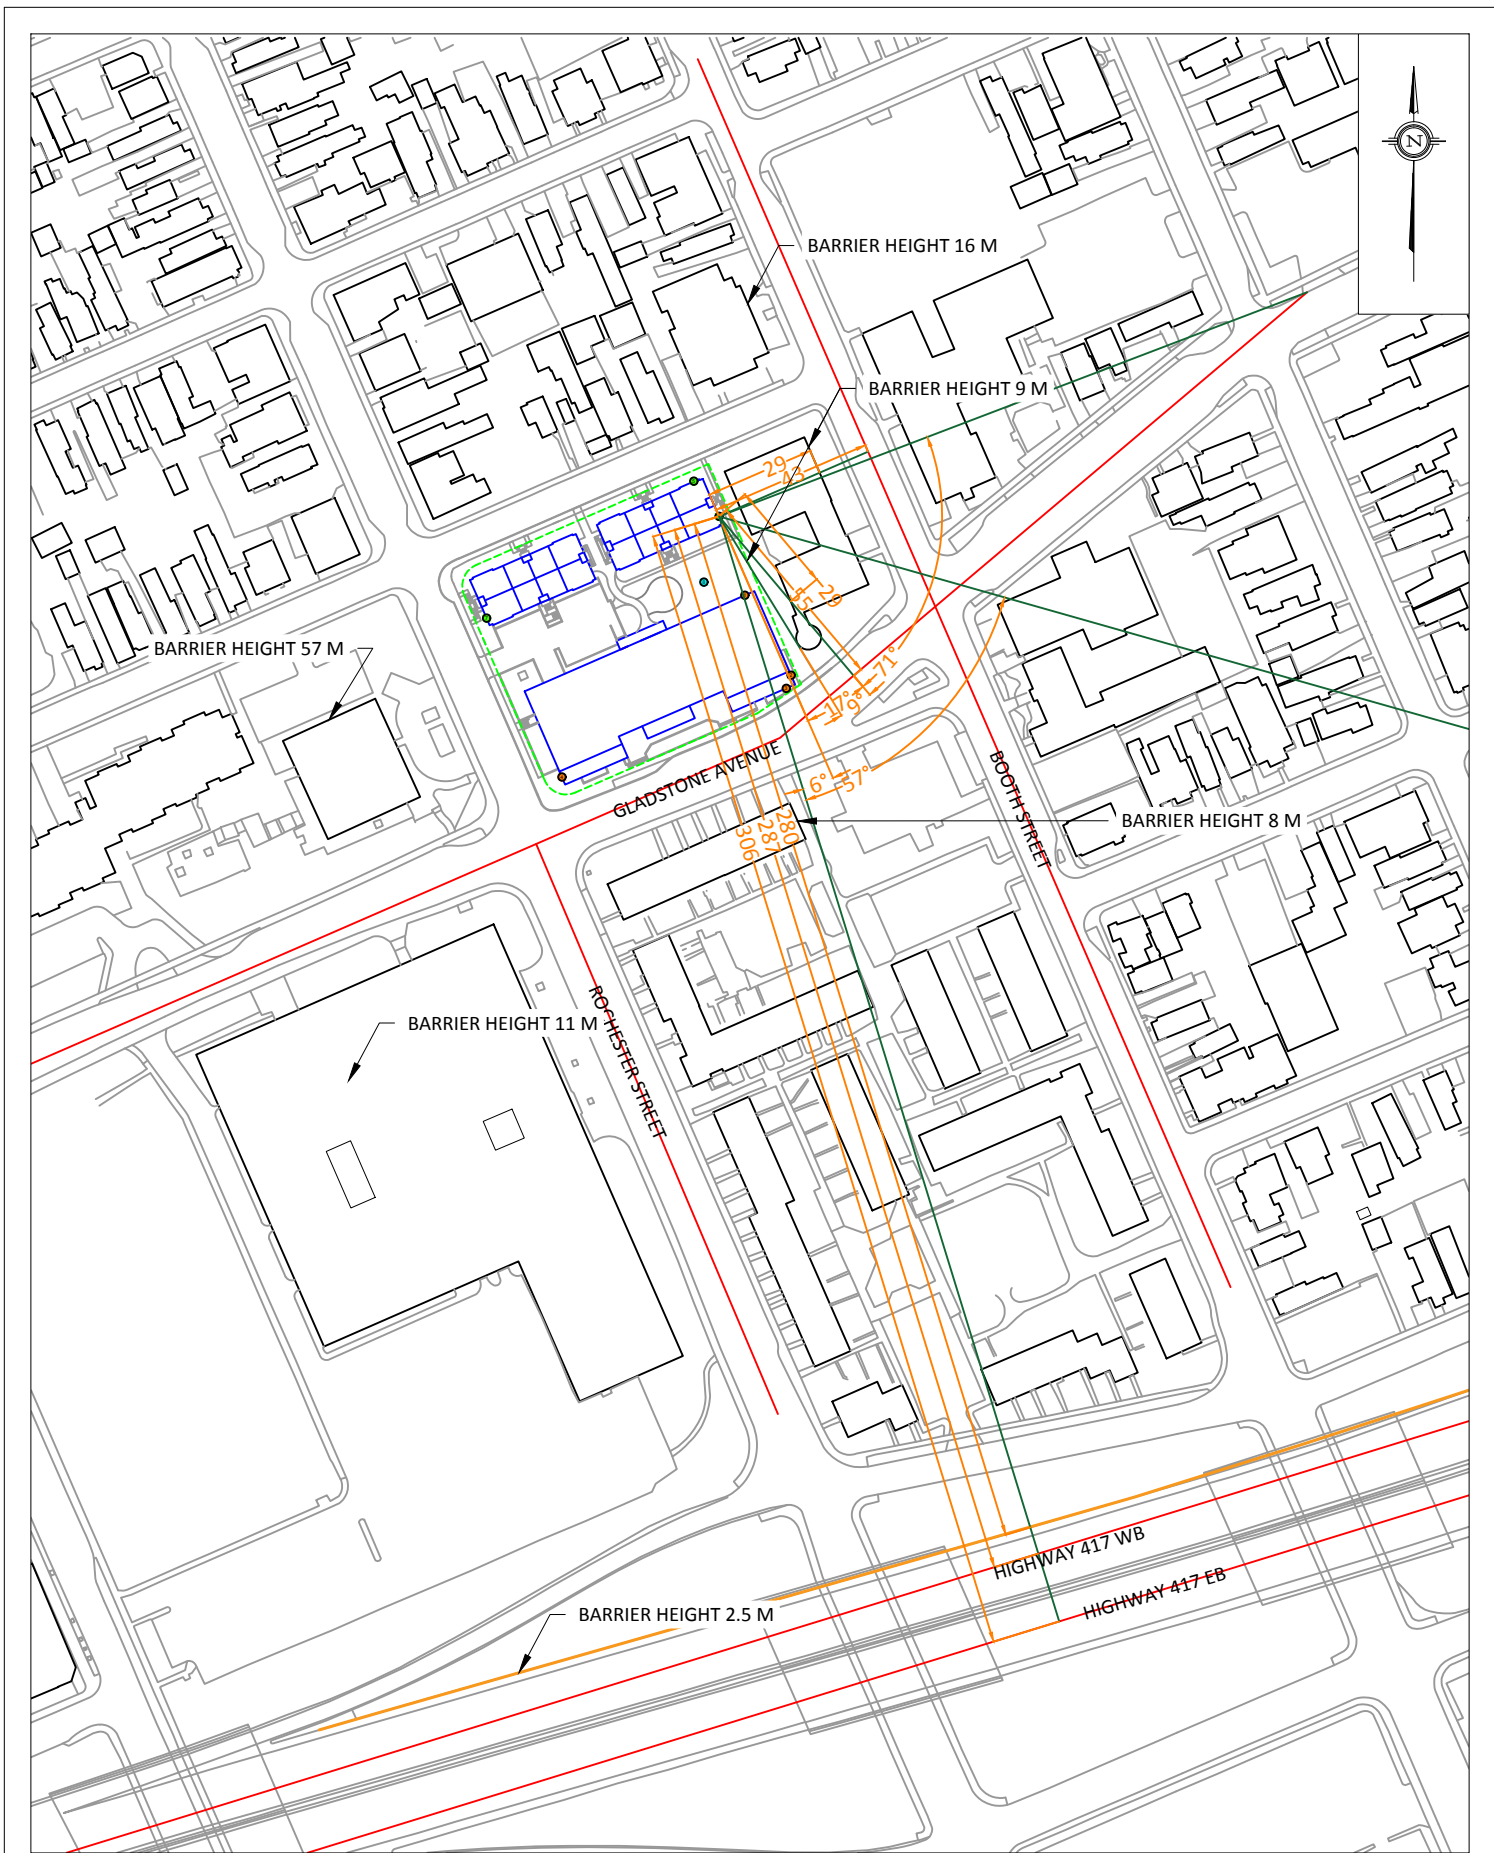 N
BARRIER HEIGHT 16 M
BARRIER HEIGHT 9 M
29
43
29
55
BARRIER HEIGHT 57 M
71°
17°
9°
GLADSTONE AVENUE
6°
57°
BOOTH STREET
280
287
306
BARRIER HEIGHT 8 M
BARRIER HEIGHT 11 M
ROCHESTER STREET
HIGHWAY 417 WB
HIGHWAY 417 EB
BARRIER HEIGHT 2.5 M